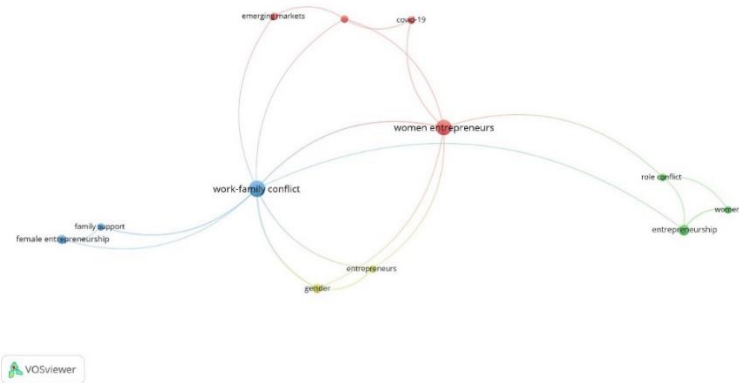 emerging markets
covid-19
women entrepreneurs
work-family conflict
role conflict
women
entrepreneurship
family support
female entrepreneurship
entrepreneurs
gender
VOSviewer